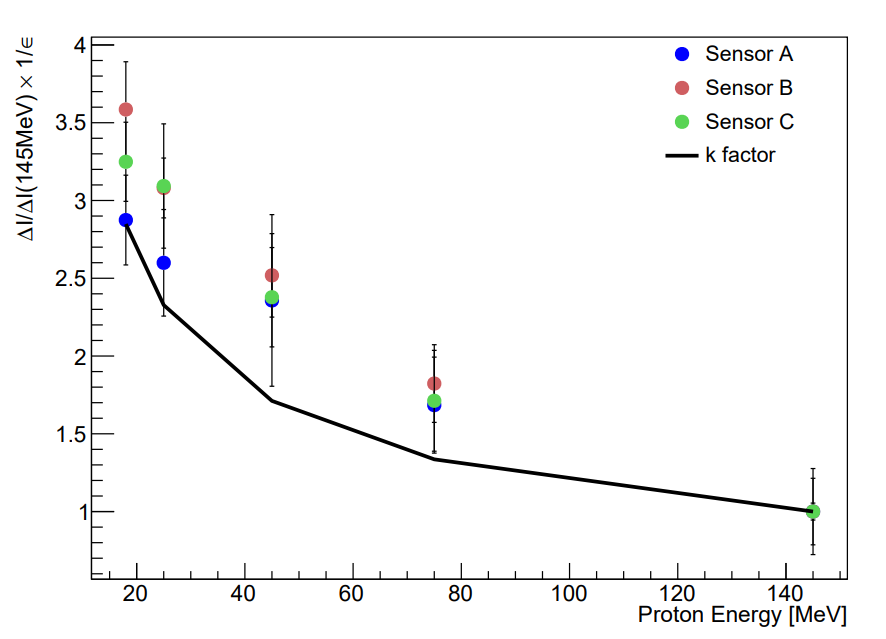 ΔI/ΔI(145MeV) × 1/ϵ
4
3.5
3
2.5
2
1.5
1
Sensor A
Sensor B
Sensor C
k factor
20 40 60 80 100 120 140
Proton Energy [MeV]